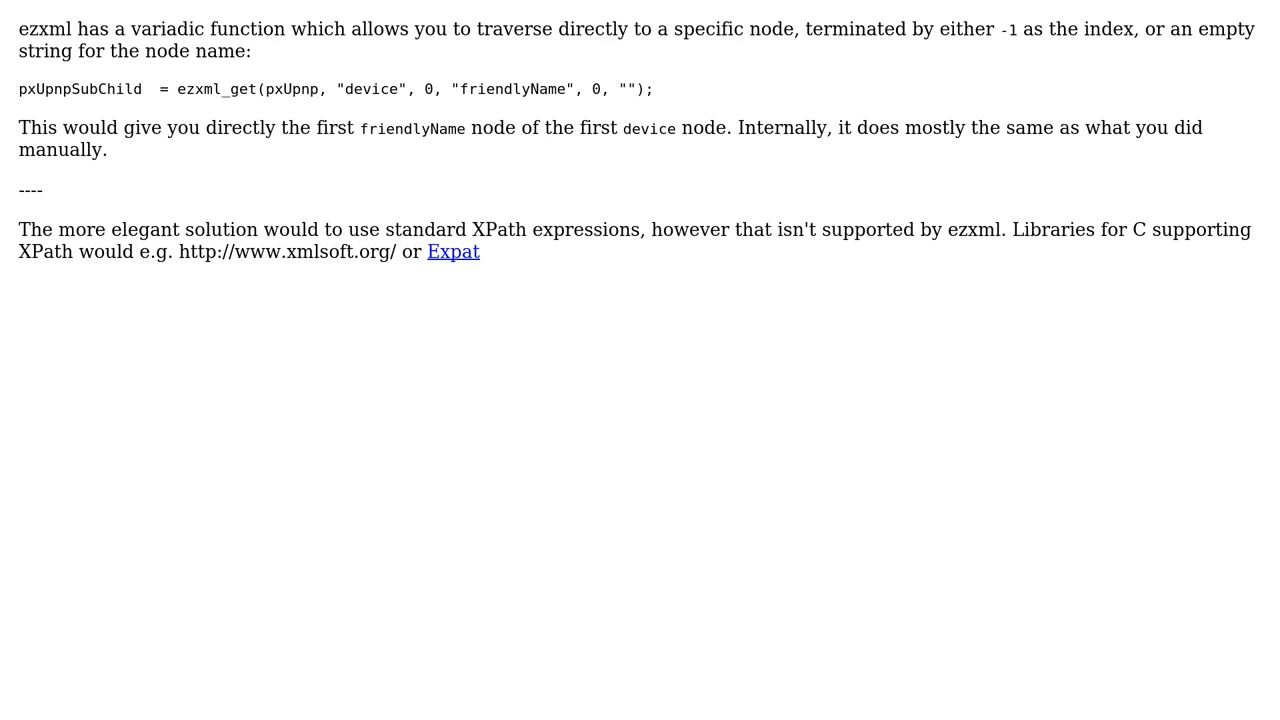 ezxml has a variadic function which allows you to traverse directly to a specific node, terminated by either -1 as the index, or an empty
string for the node name:
pxUpnpSubChild  = ezxml_get(pxUpnp, "device", 0, "friendlyName", 0, "");
This would give you directly the first friendlyName node of the first device node. Internally, it does mostly the same as what you did
manually.
----
The more elegant solution would to use standard XPath expressions, however that isn't supported by ezxml. Libraries for C supporting
XPath would e.g. http://www.xmlsoft.org/ or Expat